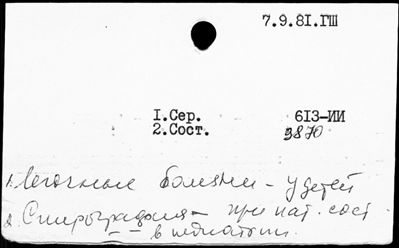 7.9.81.ГШ
1.Сер. 613-ИИ
2.Сост. 9870
1. Легочные болезни - у детей
2. Спирография - при пат. сост.
- - в педиатрии.